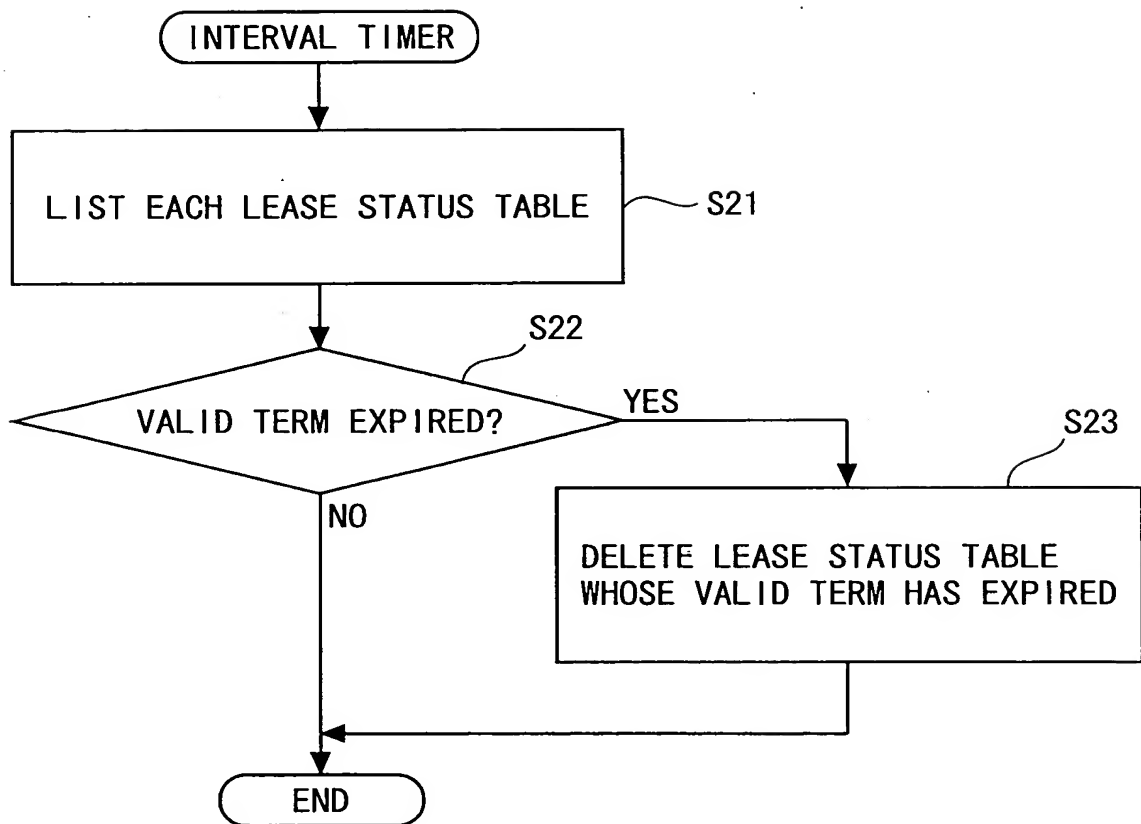 INTERVAL TIMER
LIST EACH LEASE STATUS TABLE
S21
S22
VALID TERM EXPIRED?
YES
S23
NO
DELETE LEASE STATUS TABLE
WHOSE VALID TERM HAS EXPIRED
END